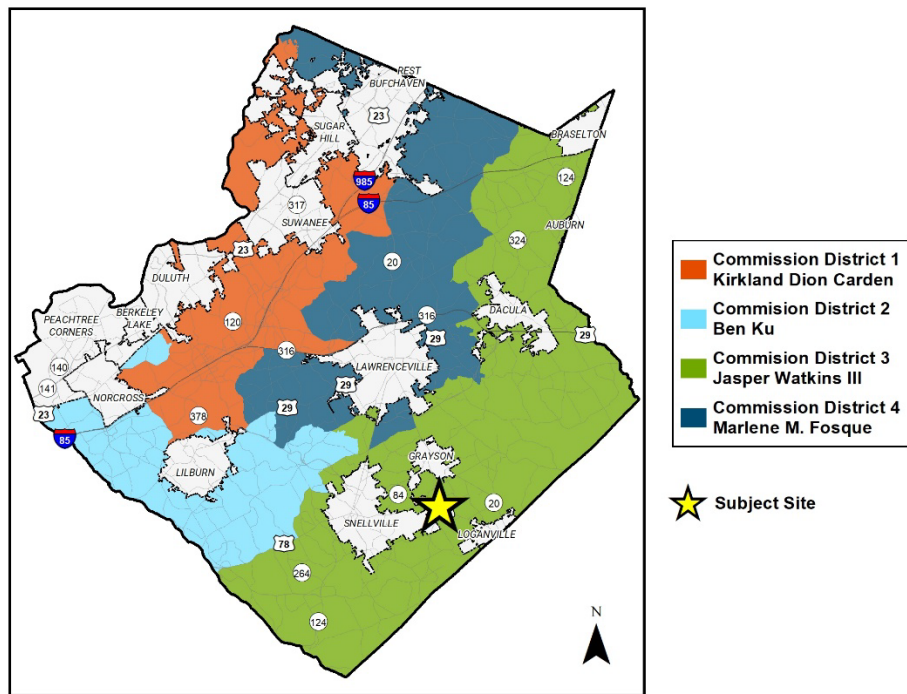 REST
BUFCHAVEN
23
SUGAR
HILL
BRASELTON
985
124
85
317
SUWANEE
AUBURN
324
23
20
DULUTH
PEACHTREE
CORNERS
BERKELEY
LAKE
DACULA
120
316
29
29
140
316
141
LAWRENCEVILLE
29
NORCROSS
23
378
29
85
LILBURN
GRAYSON
84
20
SNELLVILLE
LOGANVILLE
78
264
124
N
Commission District 1
Kirkland Dion Carden
Commision District 2
Ben Ku
Commission District 3
Jasper Watkins III
Commission District 4
Marlene M. Fosque
Subject Site